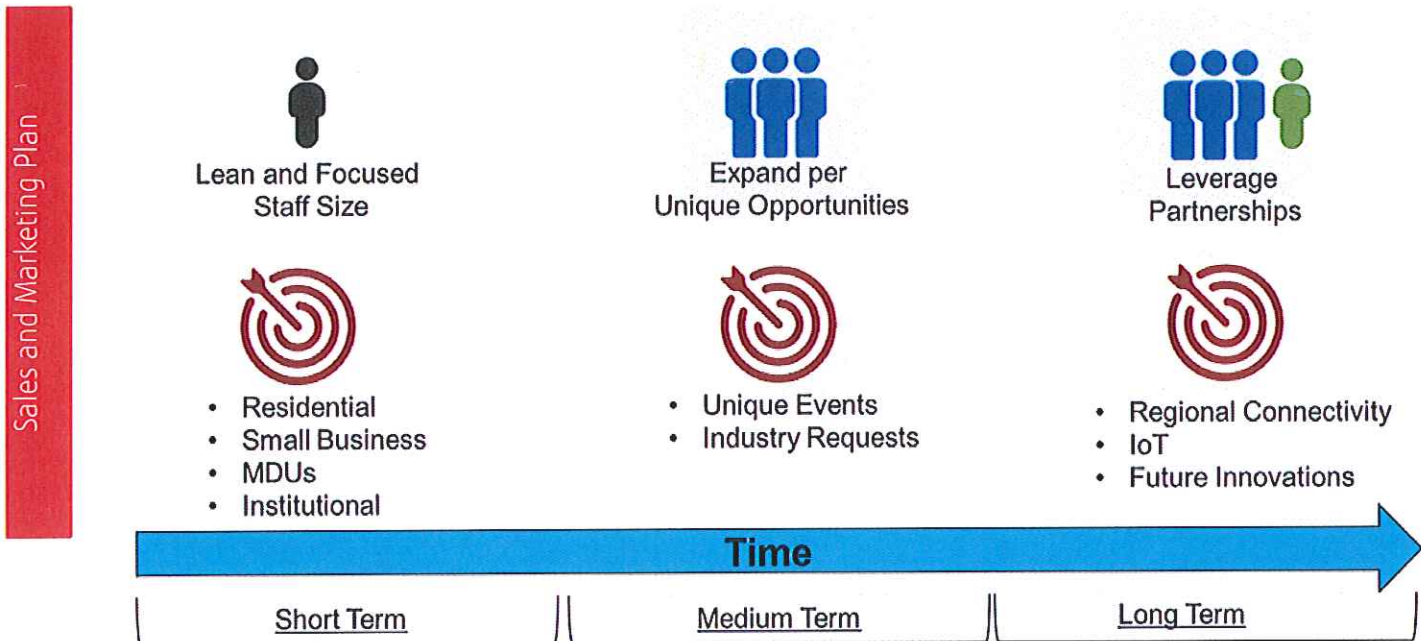 Sales and Marketing Plan
Lean and Focused
Staff Size
• Residential
• Small Business
• MDUs
• Institutional
Expand per
Unique Opportunities
• Unique Events
• Industry Requests
Leverage
Partnerships
• Regional Connectivity
• IoT
• Future Innovations
Time
Short Term
Medium Term
Long Term